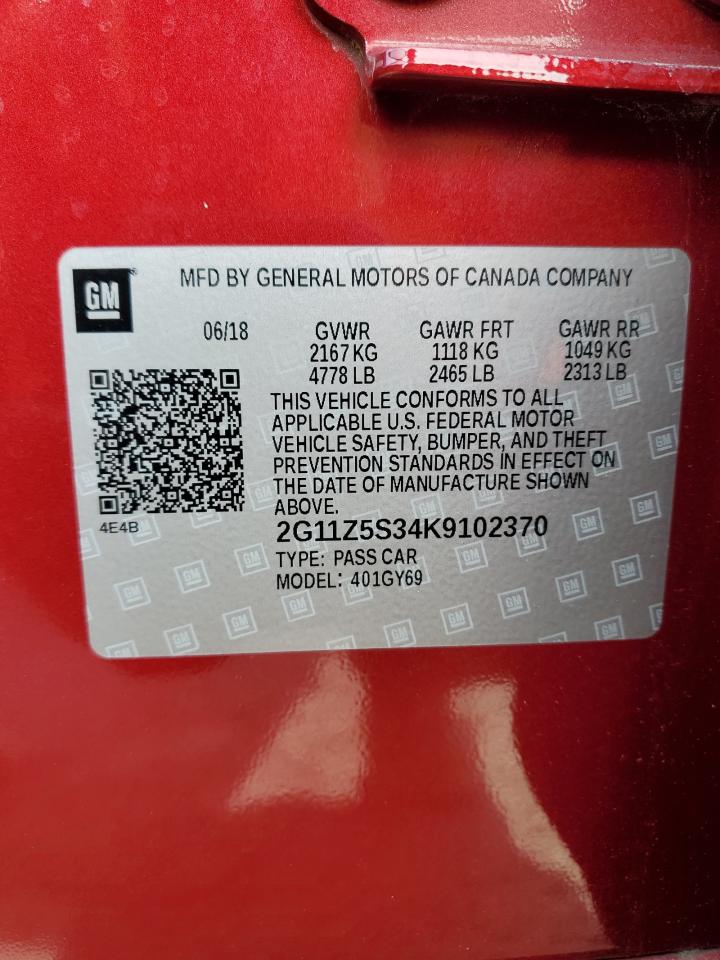 GM
MFD BY GENERAL MOTORS OF CANADA COMPANY
06/18 GVWR GAWR FRT GAWR RR
2167 KG 1118 KG 1049 KG
4778 LB 2465 LB 2313 LB
THIS VEHICLE CONFORMS TO ALL
APPLICABLE U.S. FEDERAL MOTOR
VEHICLE SAFETY, BUMPER, AND THEFT
PREVENTION STANDARDS IN EFFECT ON
THE DATE OF MANUFACTURE SHOWN
ABOVE.
4E4B
2G11Z5S34K9102370
TYPE: PASS CAR
MODEL: 401GY69